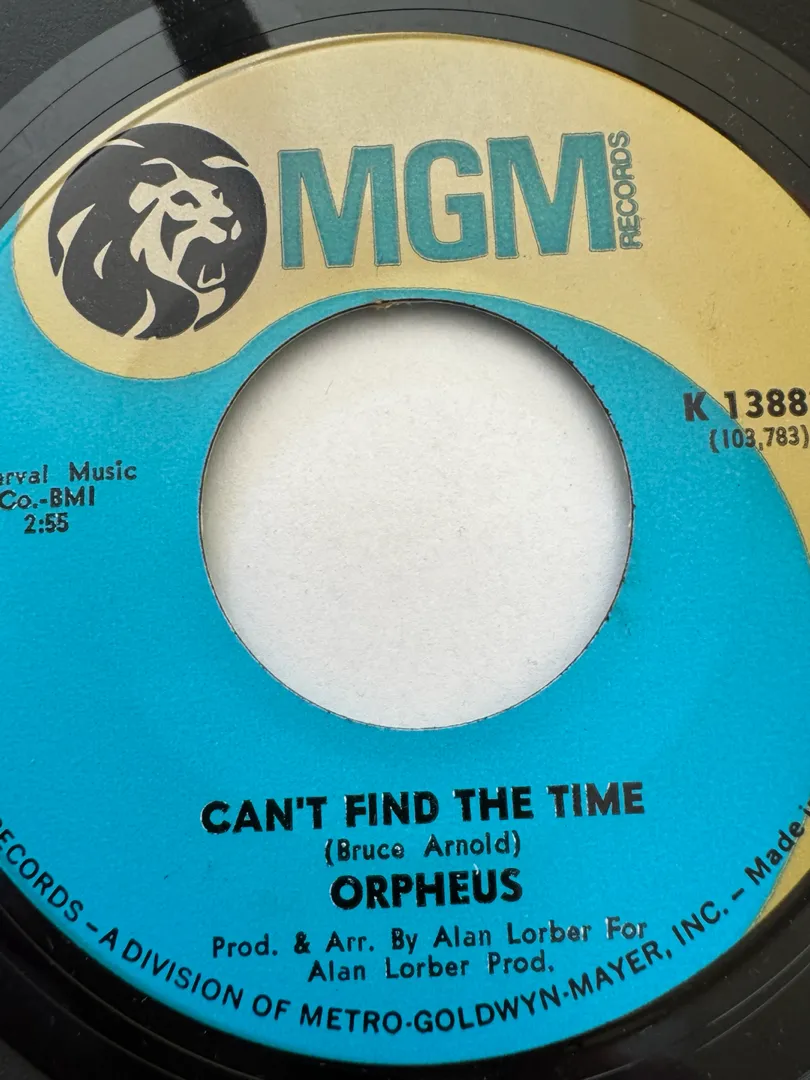 MGM
RECORDS
K 1388
(103,783)
Music
Co.-BMI
2:55
CAN'T FIND THE TIME
(Bruce Arnold)
ORPHEUS
Prod. & Arr. By Alan Lorber For
Alan Lorber Prod.
RECORDS – A DIVISION OF METRO-GOLDWYN-MAYER, INC. – Made